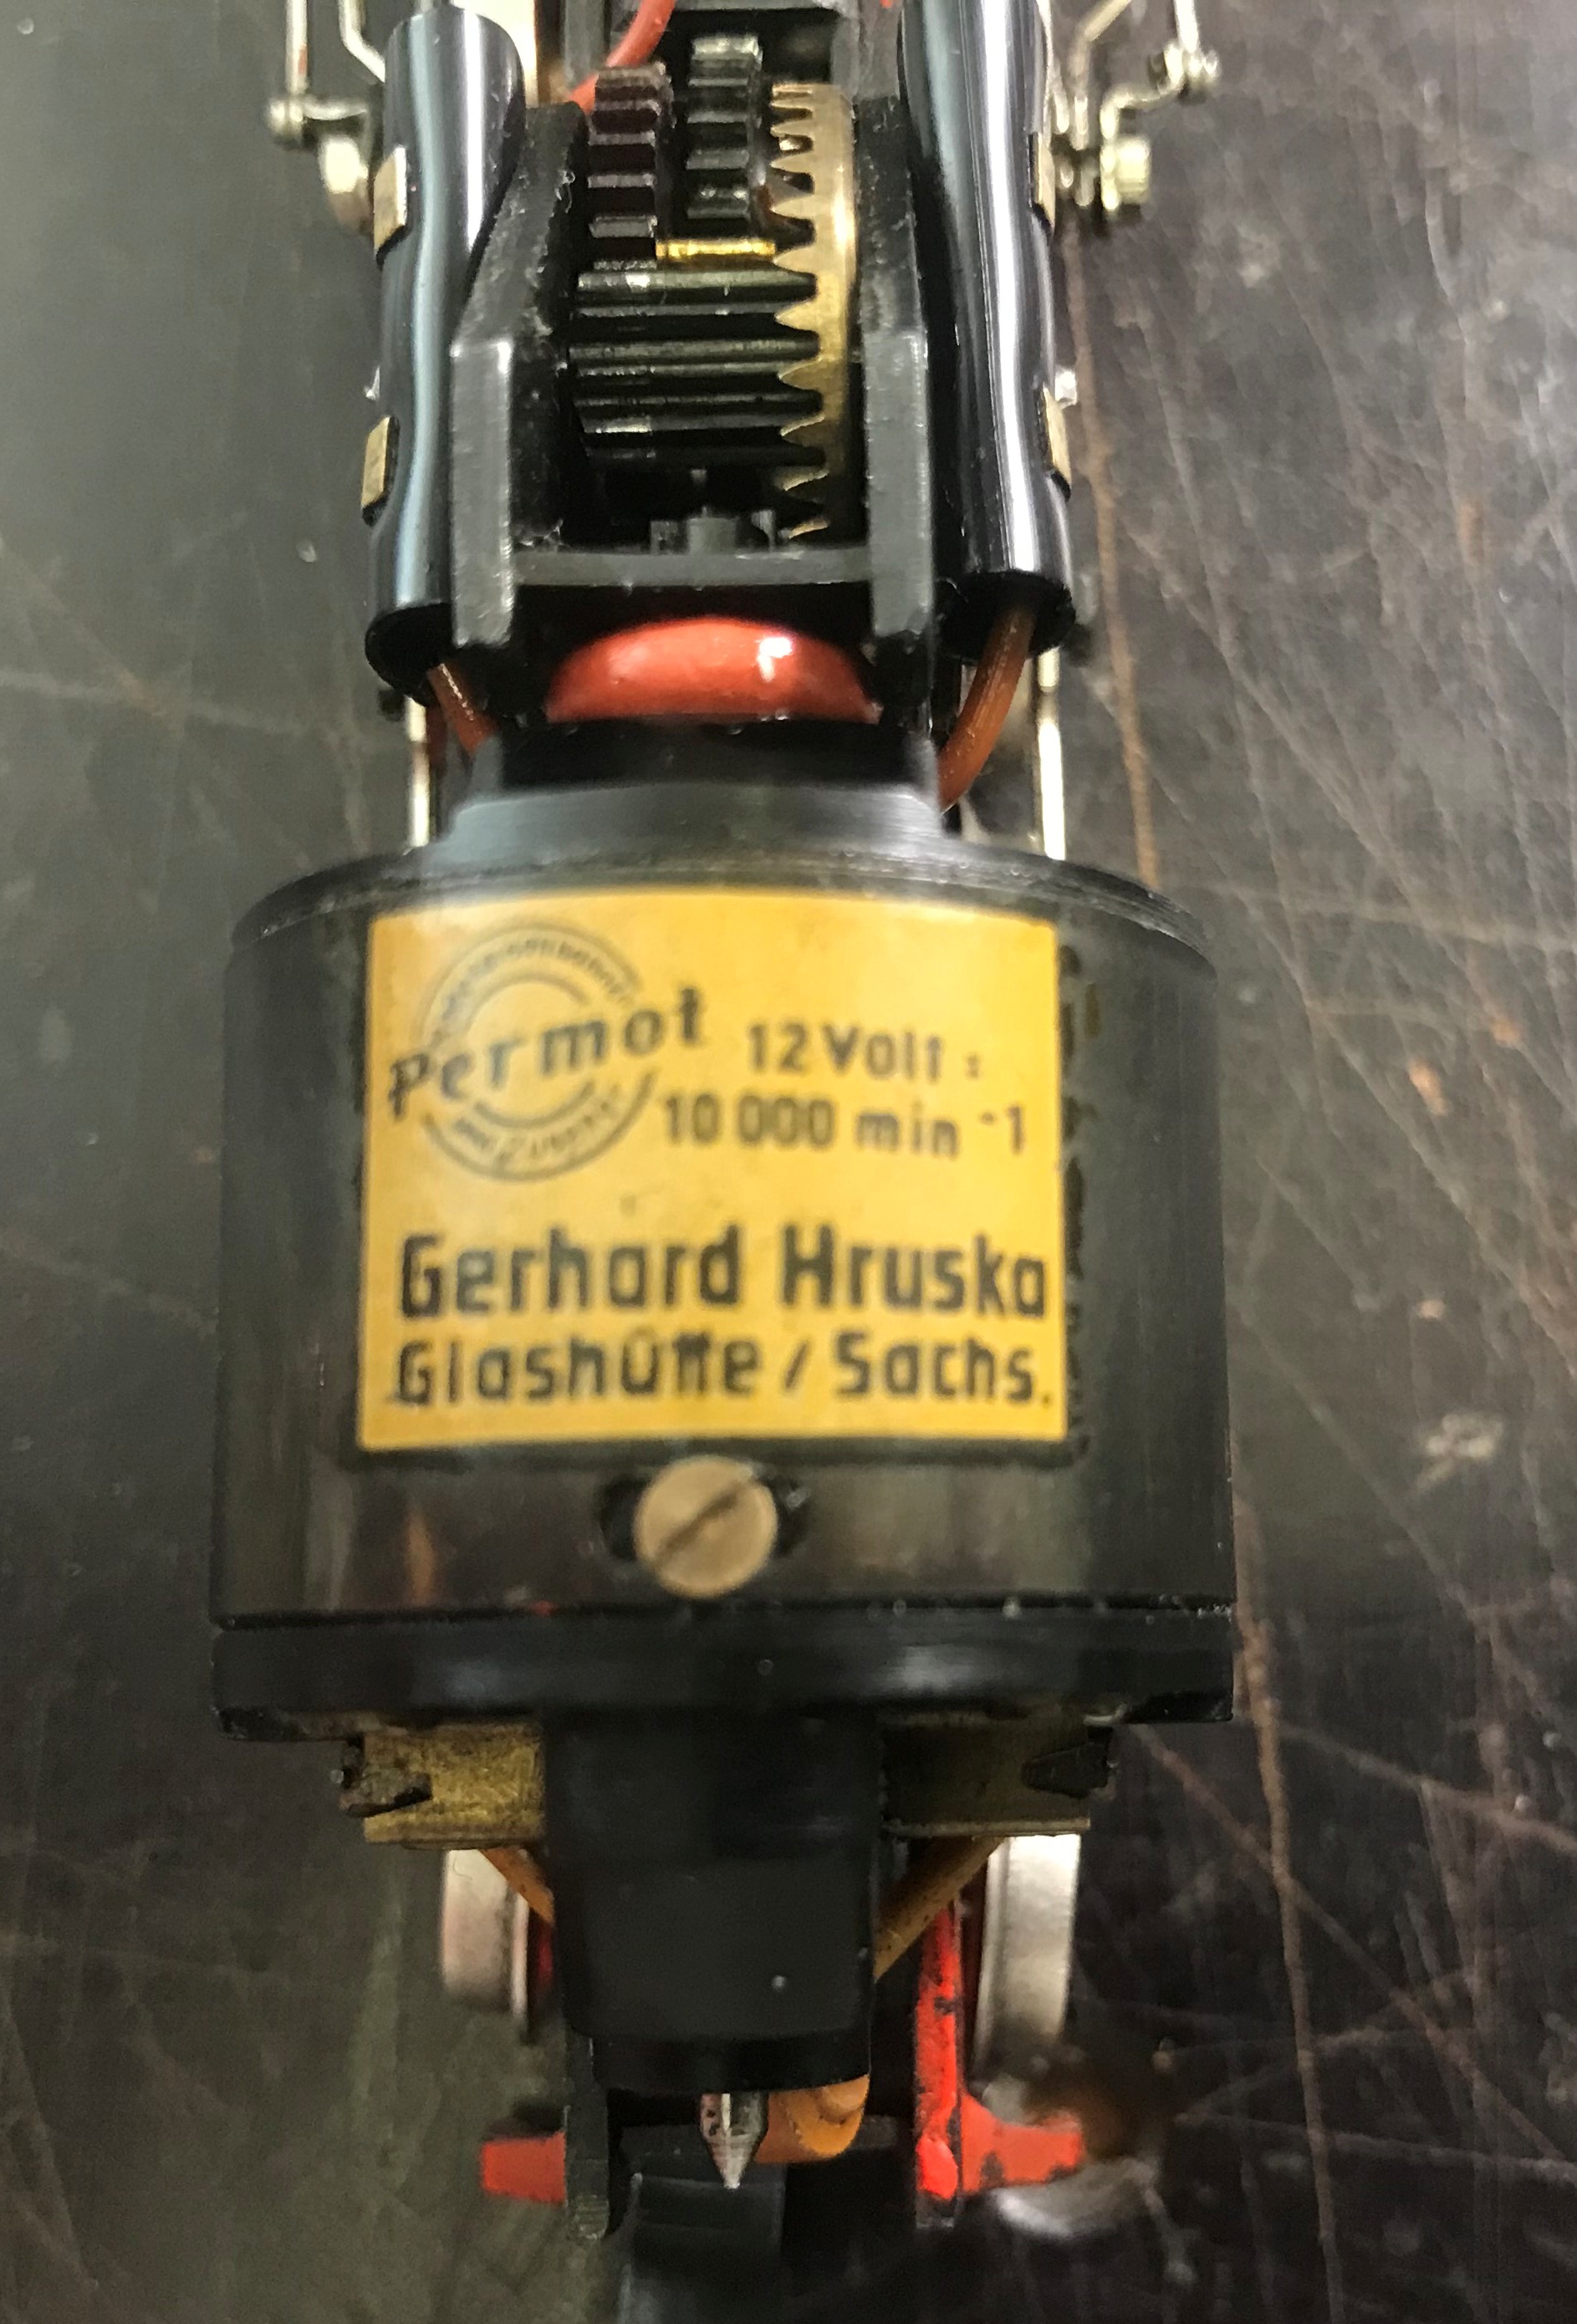 Permot 12 Volt =
10 000 min ⁻¹
Gerhard Hruska
Glashütte / Sachs.